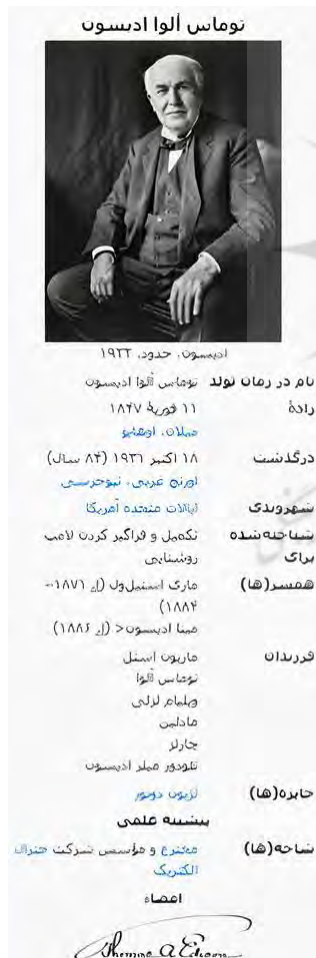 توماس آلوا ادیسون
ادیسون، حدود. ۱۹۲۲
نام در زمان تولد توماس آلوا ادیسون
زادهٔ ۱۱ فوریهٔ ۱۸۴۷
میلان، اوهایو
درگذشت ۱۸ اکتبر ۱۹۳۱ (۸۴ سال)
اورنج غربی، نیوجرسی
شهروندی ایالات متحده آمریکا
شناخته‌شده تکمیل و فراگیر کردن لامپ
برای روشنایی
همسر(ها) ماری استیل‌ول (از ۱۸۷۱–
۱۸۸۴)
مینا ادیسون< (از ۱۸۸۶)
فرزندان ماریون استل
توماس آلوا
ویلیام لزلی
مادلین
چارلز
تئودور میلر ادیسون
جایزه(ها) لژیون دونور
پیشینه علمی
شاخه(ها) مخترع و مؤسس شرکت جنرال
الکتریک
امضاء
Thomas A Edison